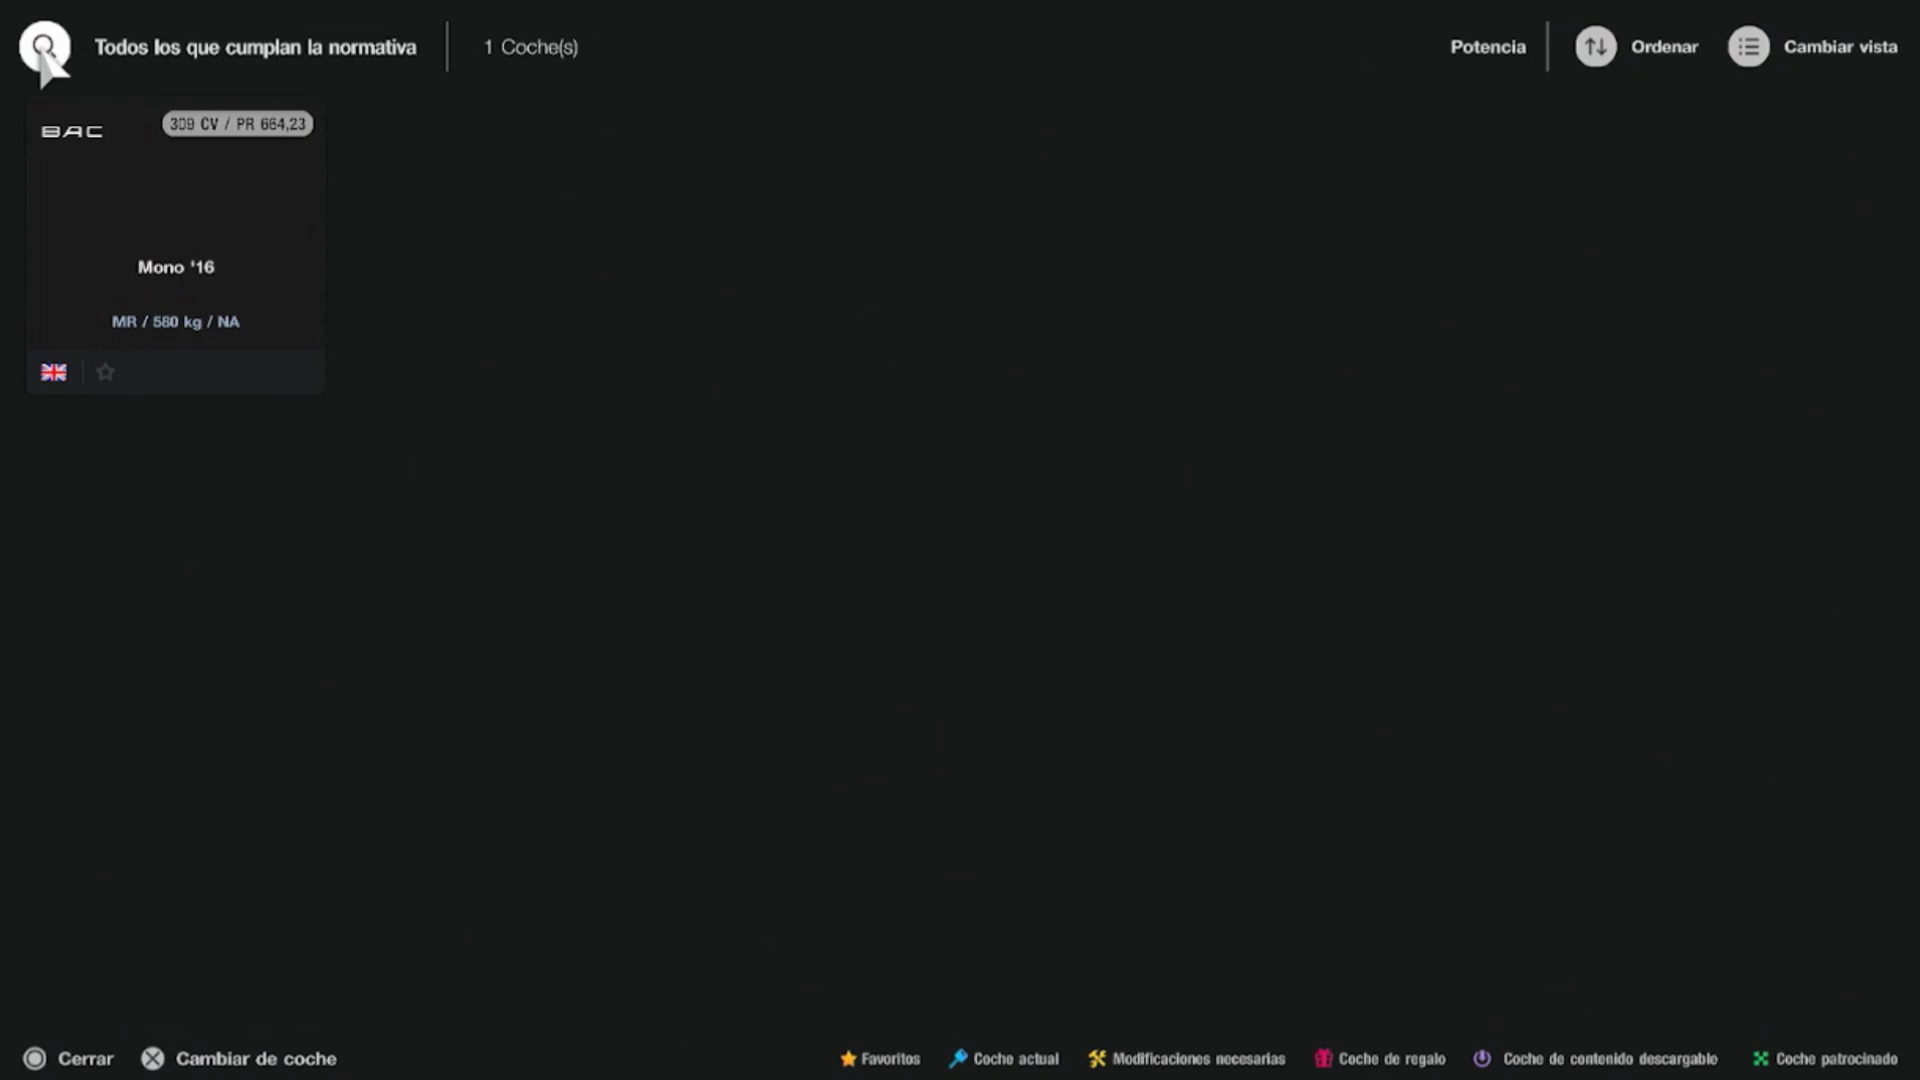 Todos los que cumplan la normativa
1 Coche(s)
Potencia
Ordenar
Cambiar vista
BAC
309 CV / PR 664,23
Mono '16
MR / 580 kg / NA
Cerrar
Cambiar de coche
Favoritos
Coche actual
Modificaciones necesarias
Coche de regalo
Coche de contenido descargable
Coche patrocinado